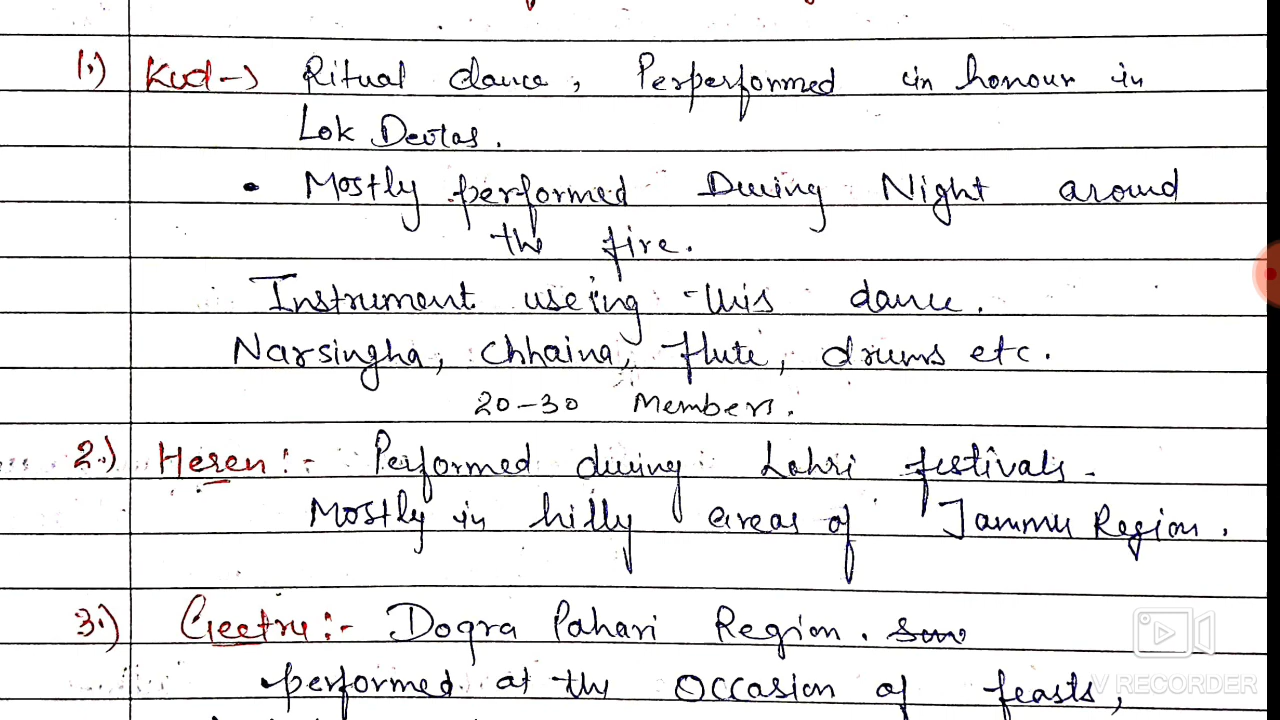 1.) Kud → Ritual dance, Perperformed in honour in
Lok Devtas.
• Mostly performed During Night around
the fire.
Instrument useing this dance.
Narsingha, Chhaina, flute, drums etc.
20-30 Members.
2.) Heren :- Performed during Lohri festivals.
Mostly in hilly areas of Jammu Region.
3.) Geetru :- Dogra Pahari Region.
performed at the Occasion of feasts,
V RECORDER